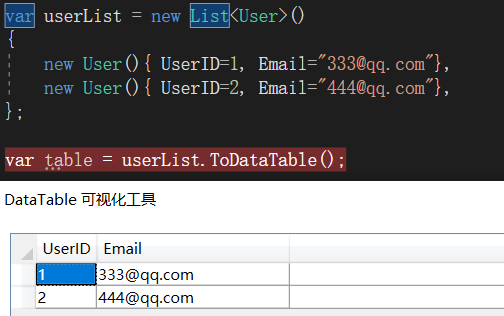 var userList = new List<User>()
{
new User(){ UserID=1, Email="333@qq.com"},
new User(){ UserID=2, Email="444@qq.com"},
};
var table = userList.ToDataTable();
DataTable 可视化工具
UserID Email
1 333@qq.com
2 444@qq.com